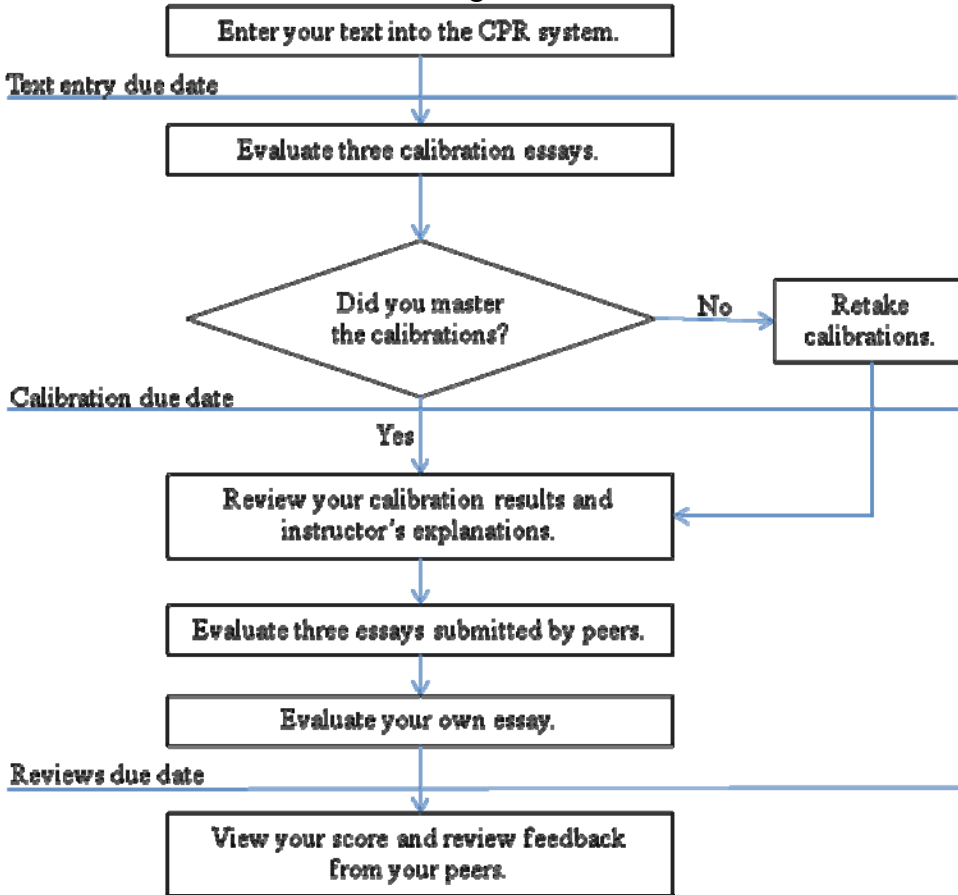 Enter your text into the CPR system.
Text entry due date
Evaluate three calibration essays.
Did you master
the calibrations?
No
Retake
calibrations.
Calibration due date
Yes
Review your calibration results and
instructor's explanations.
Evaluate three essays submitted by peers.
Evaluate your own essay.
Reviews due date
View your score and review feedback
from your peers.